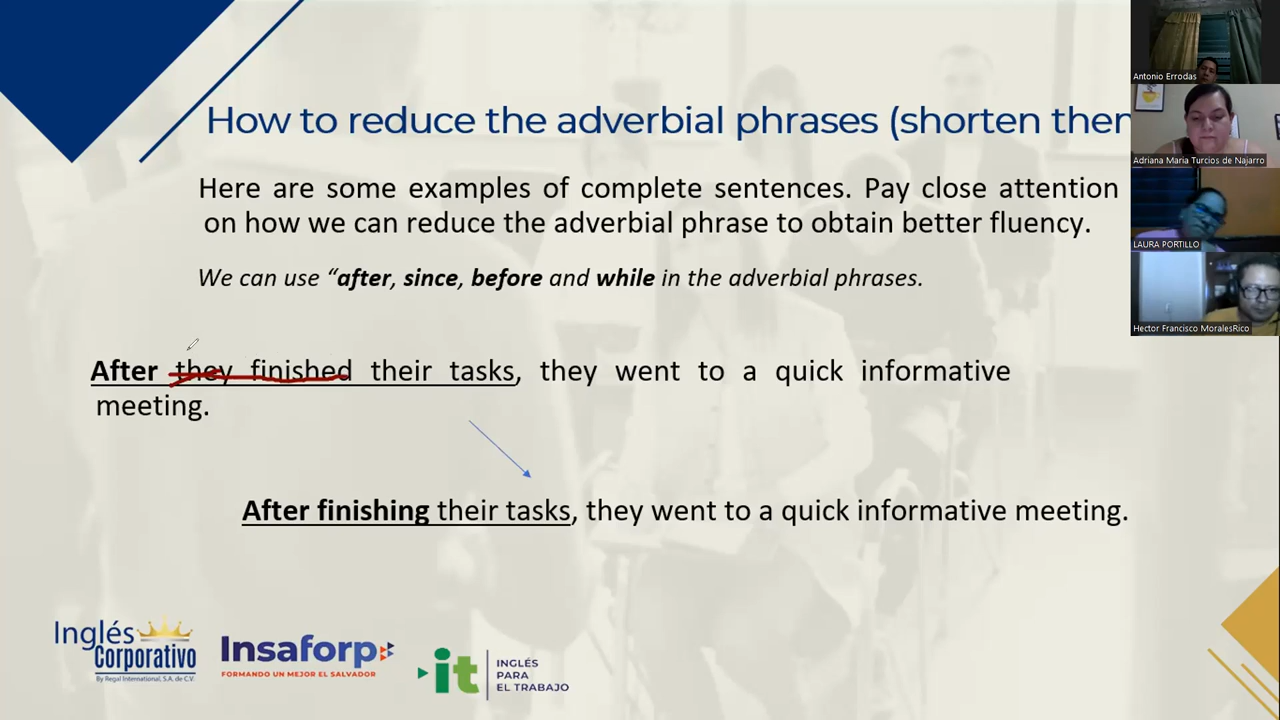 How to reduce the adverbial phrases (shorten then
Here are some examples of complete sentences. Pay close attention
on how we can reduce the adverbial phrase to obtain better fluency.
We can use “after, since, before and while in the adverbial phrases.
After they finished their tasks, they went to a quick informative
meeting.
After finishing their tasks, they went to a quick informative meeting.
Inglés
Corporativo
By Regal International, S.A. de C.V.
Insaforp
FORMANDO UN MEJOR EL SALVADOR
it
INGLÉS
PARA
EL TRABAJO
Antonio Errodas
Adriana Maria Turcios de Najarro
LAURA PORTILLO
Hector Francisco MoralesRico